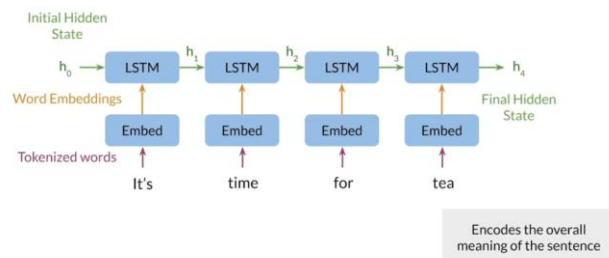 Initial Hidden
State
h₀ LSTM h₁ LSTM h₂ LSTM h₃ LSTM h₄
Word Embeddings
Final Hidden
State
Embed Embed Embed Embed
Tokenized words
It's time for tea
Encodes the overall
meaning of the sentence